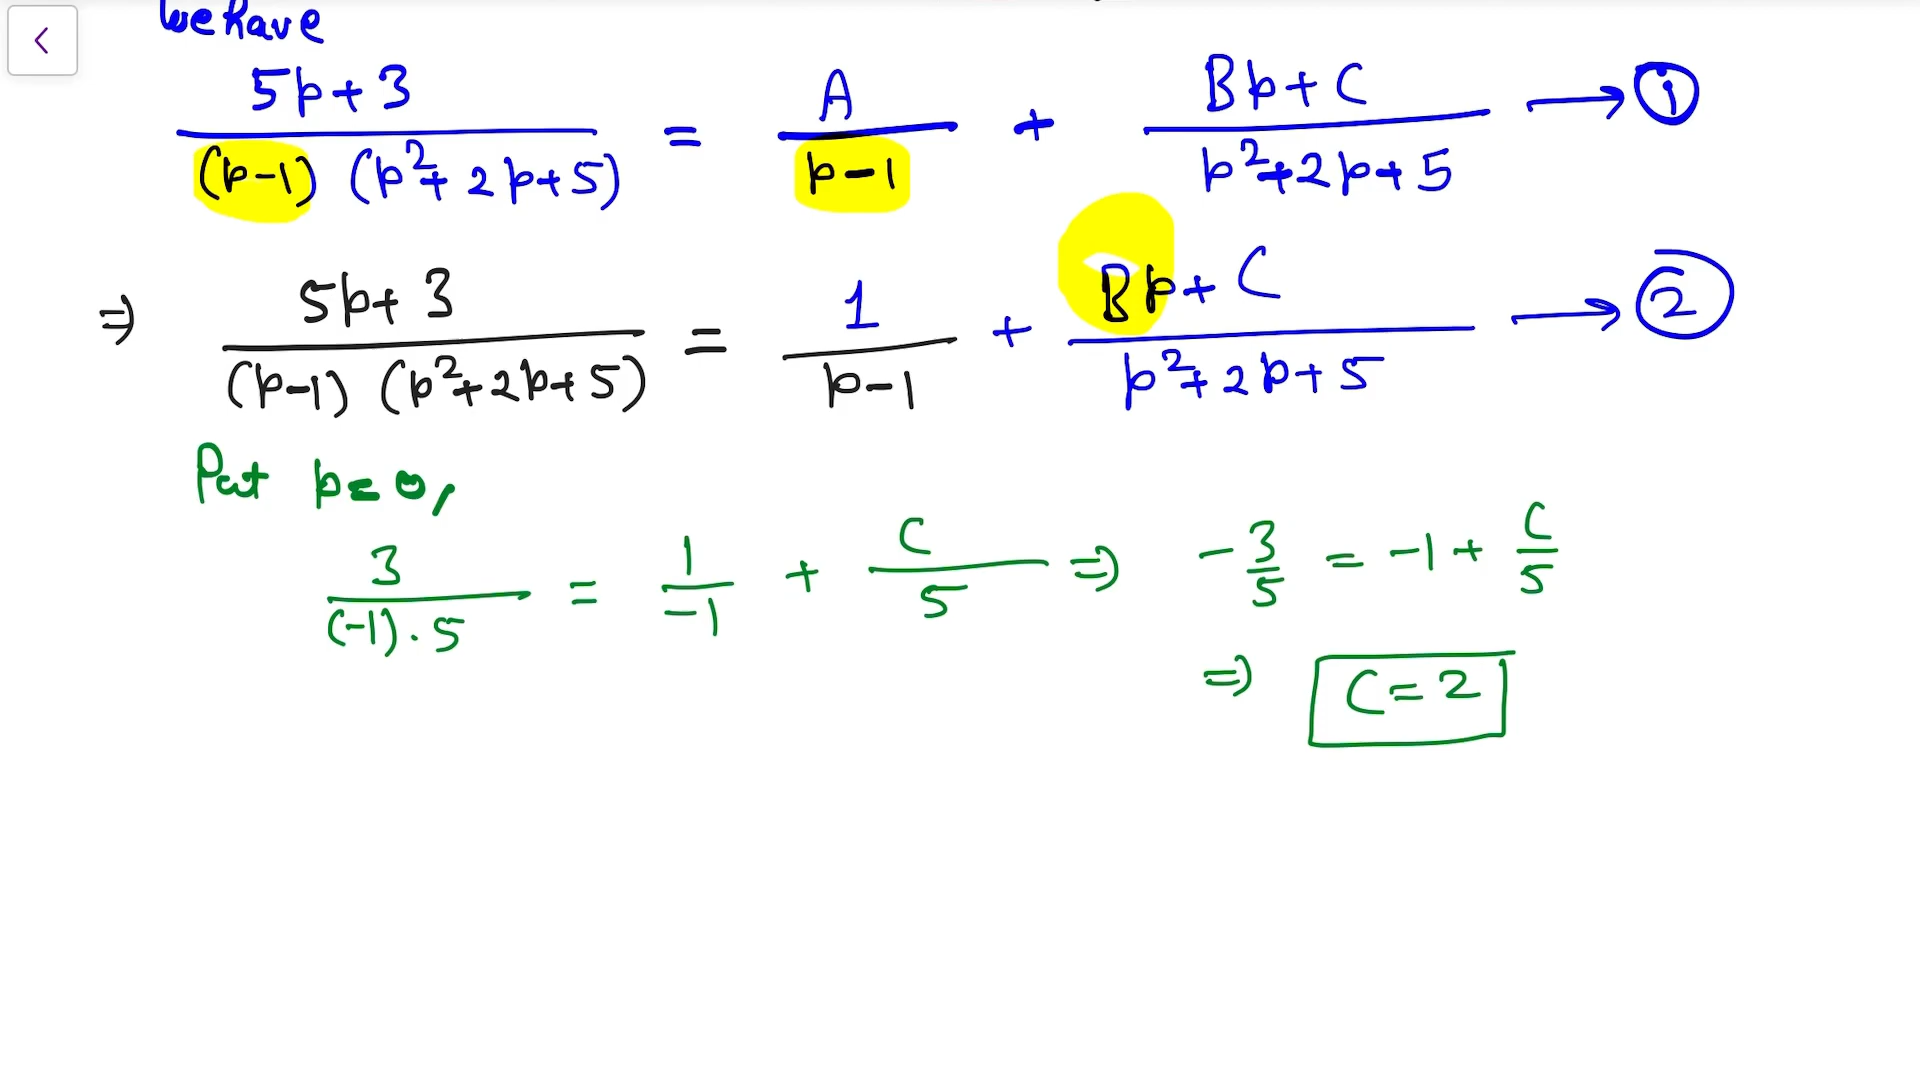 we have
(5p+3)/((p-1) (p²+2p+5)) = A/(p-1) + (Bp+C)/(p²+2p+5) → ①
⇒ (5p+3)/((p-1) (p²+2p+5)) = 1/(p-1) + (Bp+C)/(p²+2p+5) → ②
Put p=0,
3/((-1)·5) = 1/-1 + C/5 ⇒ -3/5 = -1 + C/5
⇒ C=2